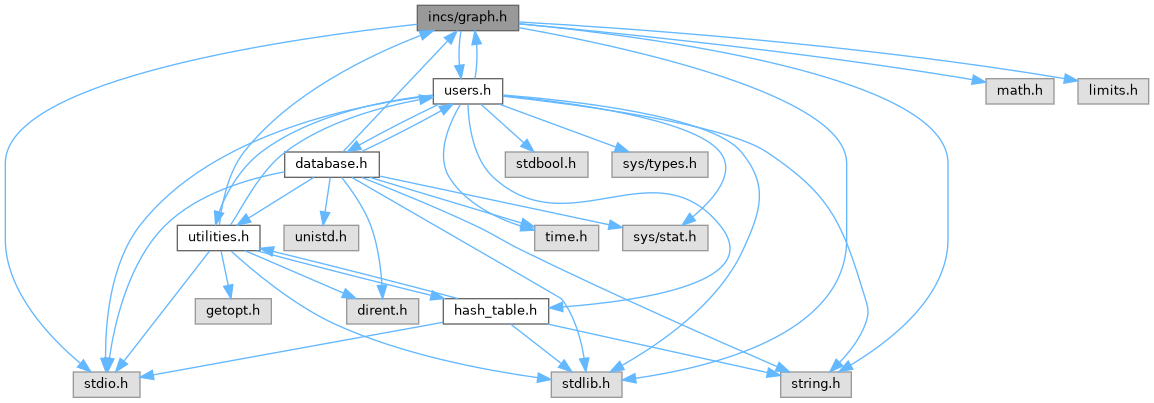 incs/graph.h
users.h
math.h
limits.h
database.h
stdbool.h
sys/types.h
utilities.h
unistd.h
time.h
sys/stat.h
getopt.h
dirent.h
hash_table.h
stdio.h
stdlib.h
string.h